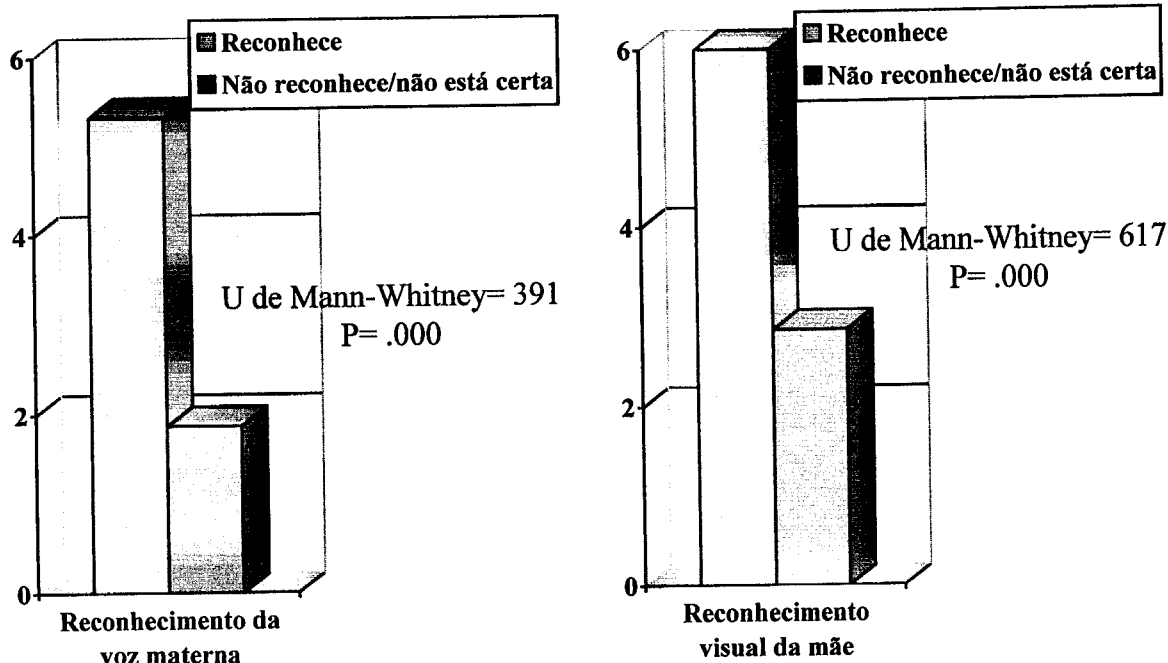 Reconhece
Não reconhece/não está certa
6
4
2
0
U de Mann-Whitney= 391
P= .000
Reconhecimento da
voz materna
Reconhece
Não reconhece/não está certa
6
4
2
0
U de Mann-Whitney= 617
P= .000
Reconhecimento
visual da mãe